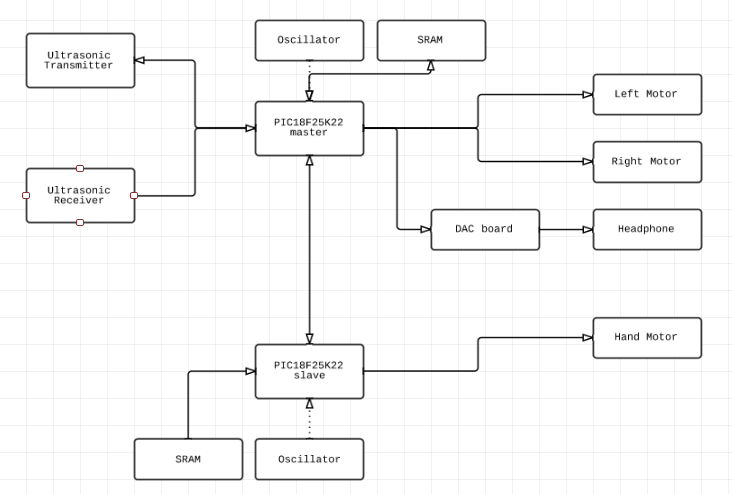 Oscillator
SRAM
Ultrasonic
Transmitter
Left Motor
PIC18F25K22
master
Right Motor
Ultrasonic
Receiver
DAC board
Headphone
Hand Motor
PIC18F25K22
slave
SRAM
Oscillator